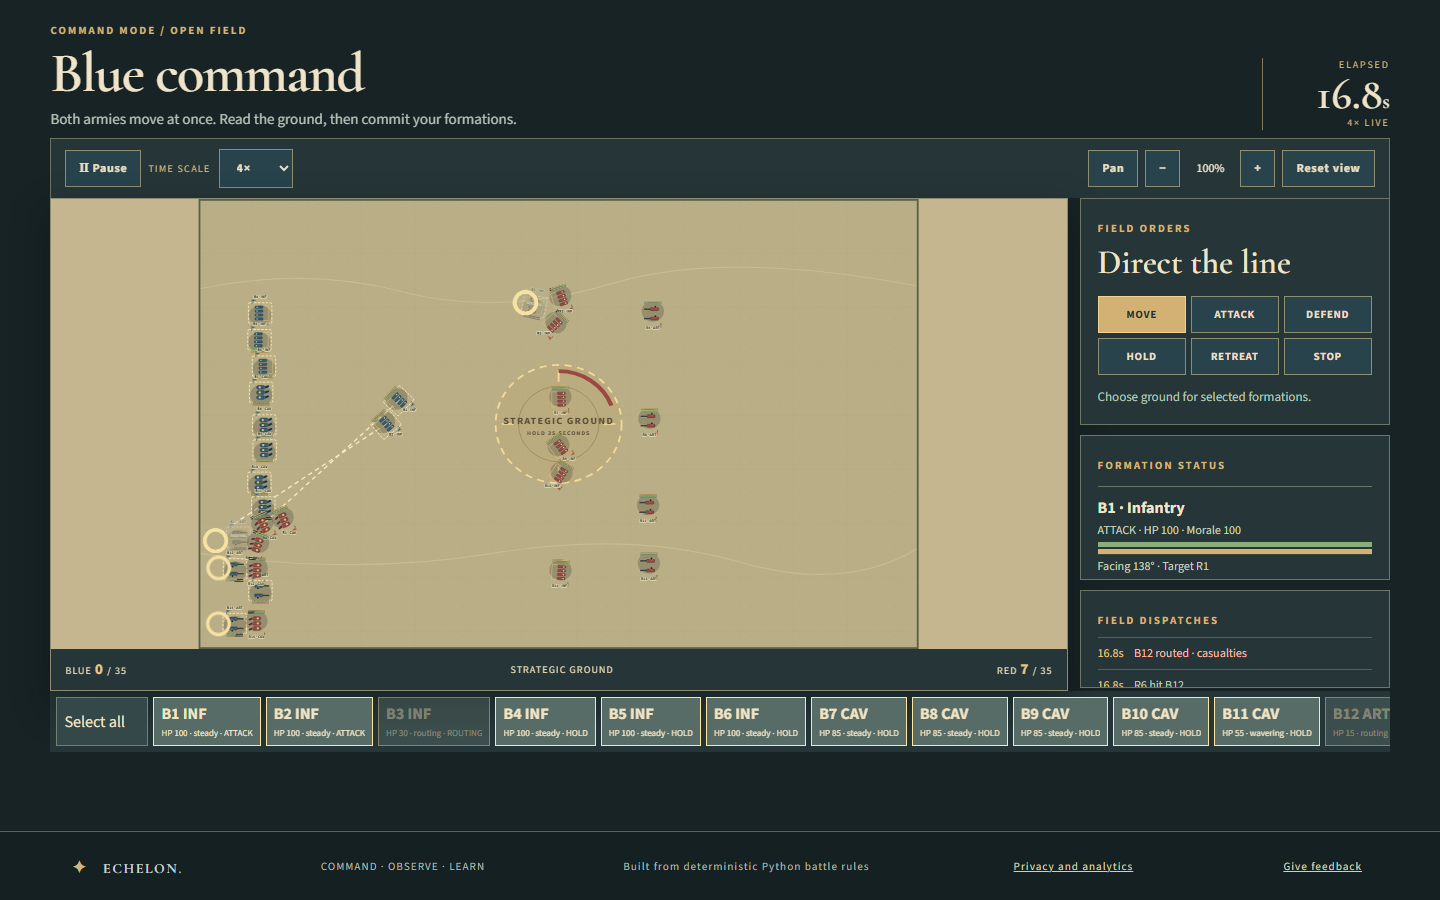 COMMAND MODE / OPEN FIELD
Blue command
Both armies move at once. Read the ground, then commit your formations.
ELAPSED
16.8s
4× LIVE
Pause
TIME SCALE
4×
Pan
−
100%
+
Reset view
STRATEGIC GROUND
HOLD 35 SECONDS
BLUE 0 / 35
STRATEGIC GROUND
RED 7 / 35
FIELD ORDERS
Direct the line
MOVE
ATTACK
DEFEND
HOLD
RETREAT
STOP
Choose ground for selected formations.
FORMATION STATUS
B1 · Infantry
ATTACK · HP 100 · Morale 100
Facing 138° · Target R1
FIELD DISPATCHES
16.8s B12 routed · casualties
16.8s R6 hit B12
Select all
B1 INF
HP 100 · steady · ATTACK
B2 INF
HP 100 · steady · ATTACK
B3 INF
HP 30 · routing · ROUTING
B4 INF
HP 100 · steady · HOLD
B5 INF
HP 100 · steady · HOLD
B6 INF
HP 100 · steady · HOLD
B7 CAV
HP 85 · steady · HOLD
B8 CAV
HP 85 · steady · HOLD
B9 CAV
HP 85 · steady · HOLD
B10 CAV
HP 85 · steady · HOLD
B11 CAV
HP 55 · wavering · HOLD
B12 ART
HP 15 · routing
ECHELON.
COMMAND · OBSERVE · LEARN
Built from deterministic Python battle rules
Privacy and analytics
Give feedback